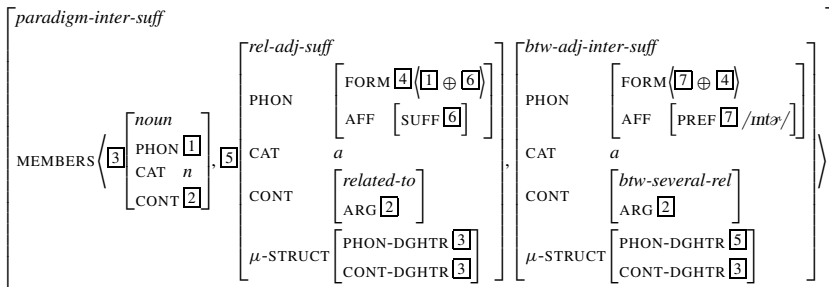 paradigm-inter-suff
rel-adj-suff btw-adj-inter-suff
FORM 4 ⟨ 1 ⊕ 6 ⟩ FORM ⟨ 7 ⊕ 4 ⟩
noun PHON PHON
PHON 1 AFF [SUFF 6] AFF [PREF 7 /ɪntɚ/]
MEMBERS ⟨ 3 , 5 CAT a , CAT a ⟩
CAT n
CONT 2 related-to btw-several-rel
CONT CONT
ARG 2 ARG 2
PHON-DGHTR 3 PHON-DGHTR 5
μ-STRUCT μ-STRUCT
CONT-DGHTR 3 CONT-DGHTR 3